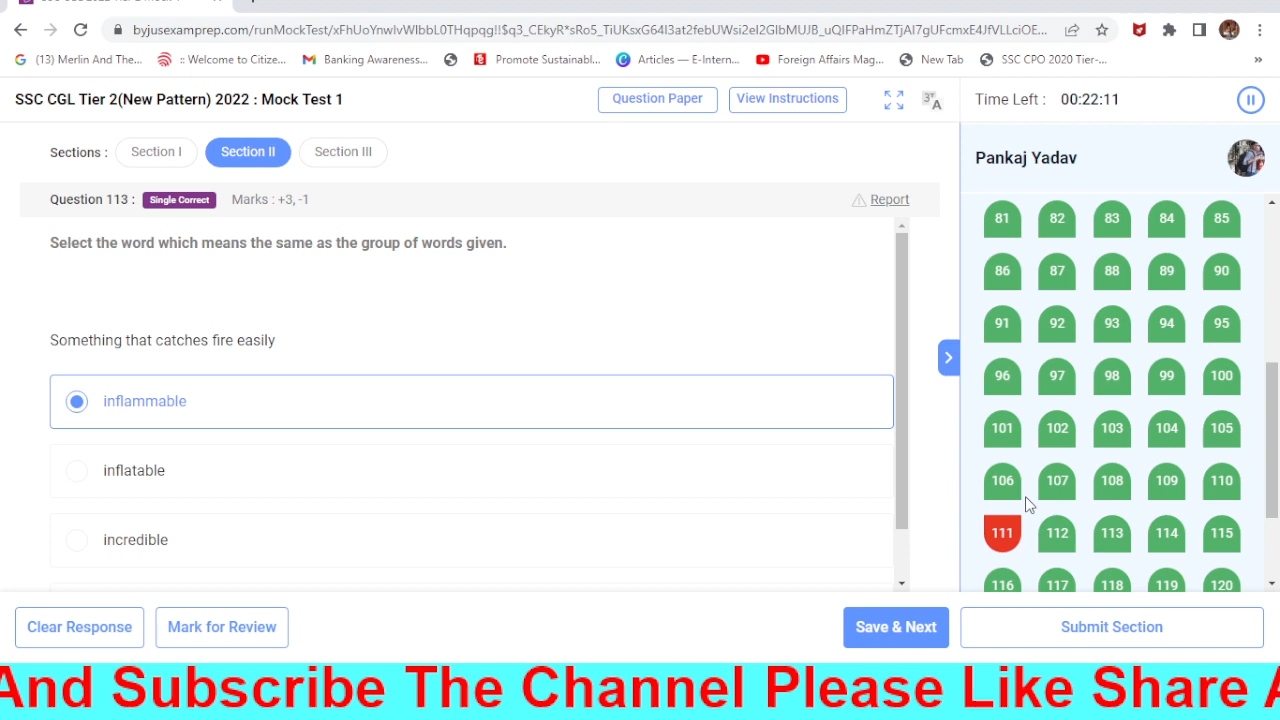 byjusexamprep.com/runMockTest/xFhUoYnwIvWIbbL0THqpqg!!$q3_CEkyR*sRo5_TiUKsxG64I3at2febUWsi2eI2GIbMUJ8_uQIFPaHmZTjAI7gUFcmxE4JfVLLciOE...
(13) Merlin And The...
:: Welcome to Citize...
Banking Awareness...
Promote Sustainabl...
Articles — E-Intern...
Foreign Affairs Mag...
New Tab
SSC CPO 2020 Tier-...
»
SSC CGL Tier 2(New Pattern) 2022 : Mock Test 1
Question Paper
View Instructions
Time Left : 00:22:11
Sections : Section I Section II Section III
Pankaj Yadav
Question 113 : Single Correct Marks : +3, -1
Report
Select the word which means the same as the group of words given.
Something that catches fire easily
inflammable
inflatable
incredible
81 82 83 84 85
86 87 88 89 90
91 92 93 94 95
96 97 98 99 100
101 102 103 104 105
106 107 108 109 110
111 112 113 114 115
116 117 118 119 120
Clear Response
Mark for Review
Save & Next
Submit Section
And Subscribe The Channel Please Like Share